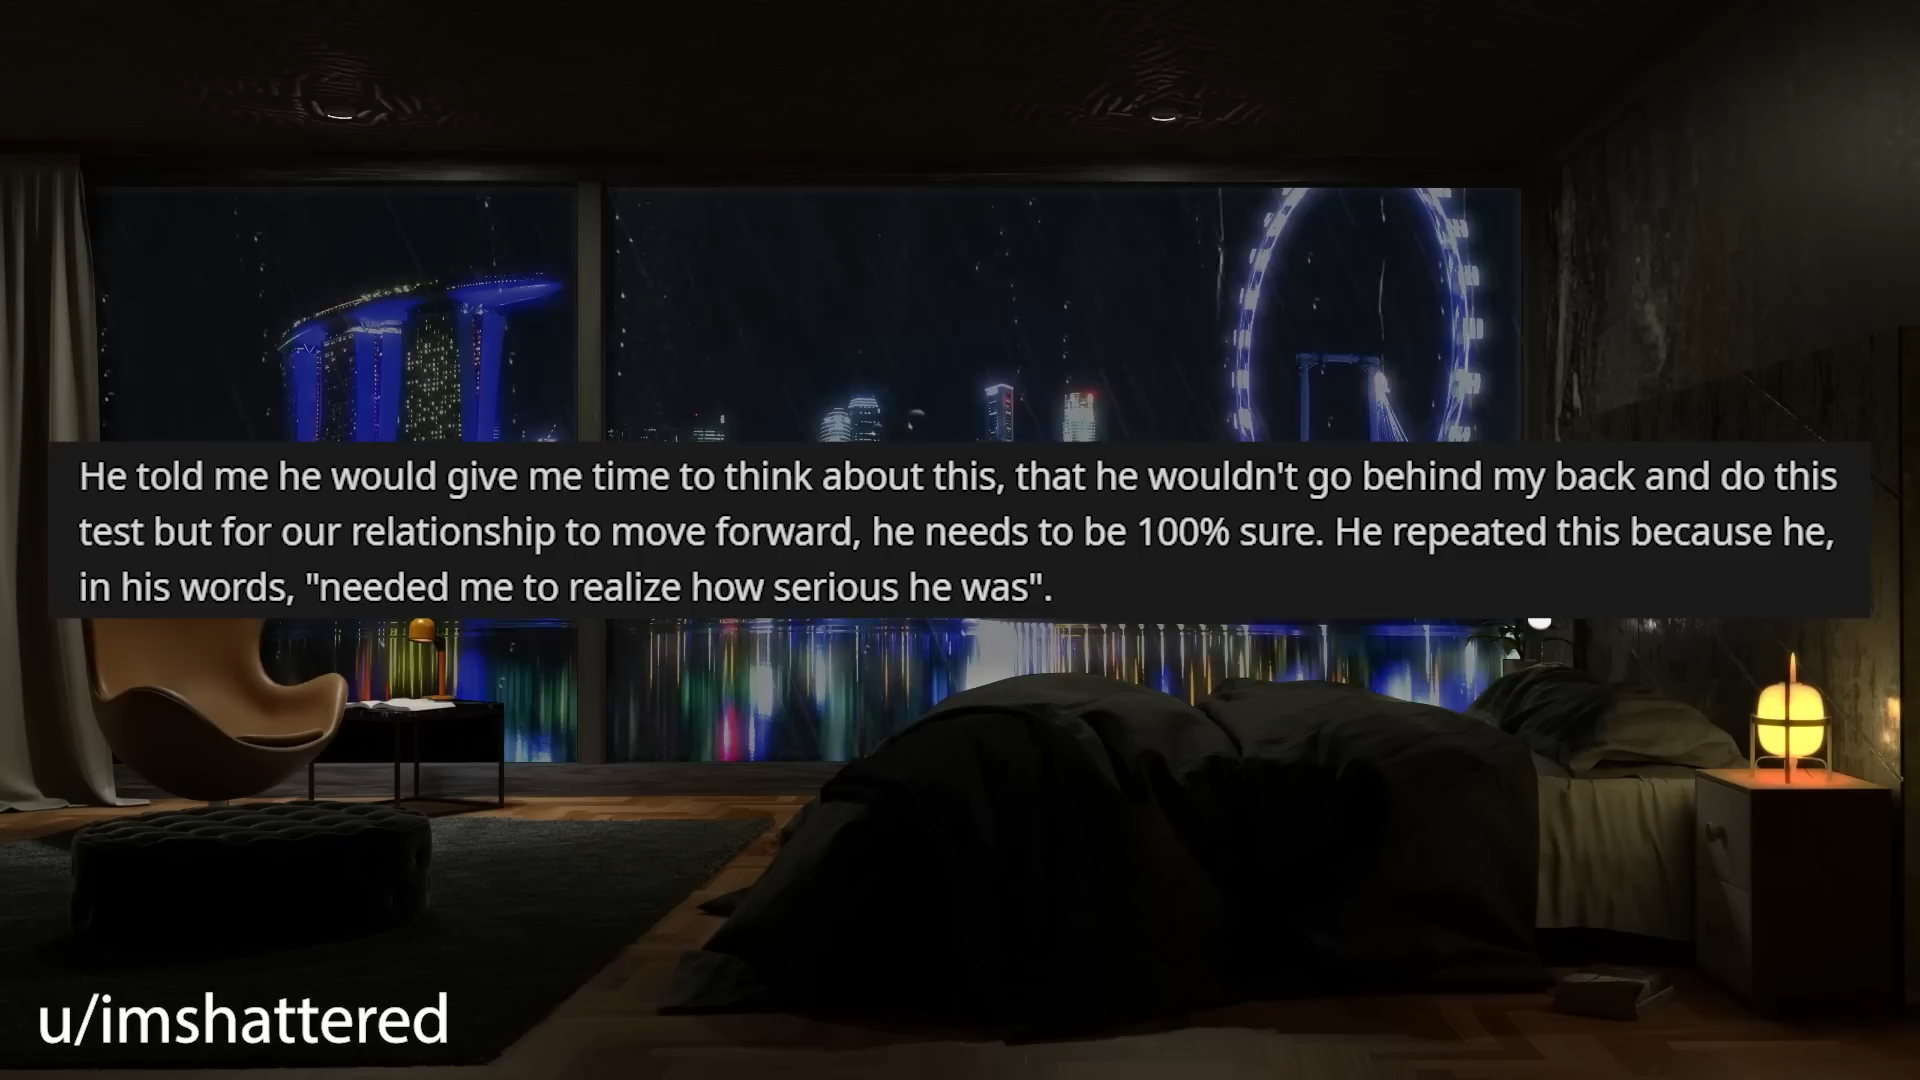 He told me he would give me time to think about this, that he wouldn't go behind my back and do this
test but for our relationship to move forward, he needs to be 100% sure. He repeated this because he,
in his words, "needed me to realize how serious he was".
u/imshattered